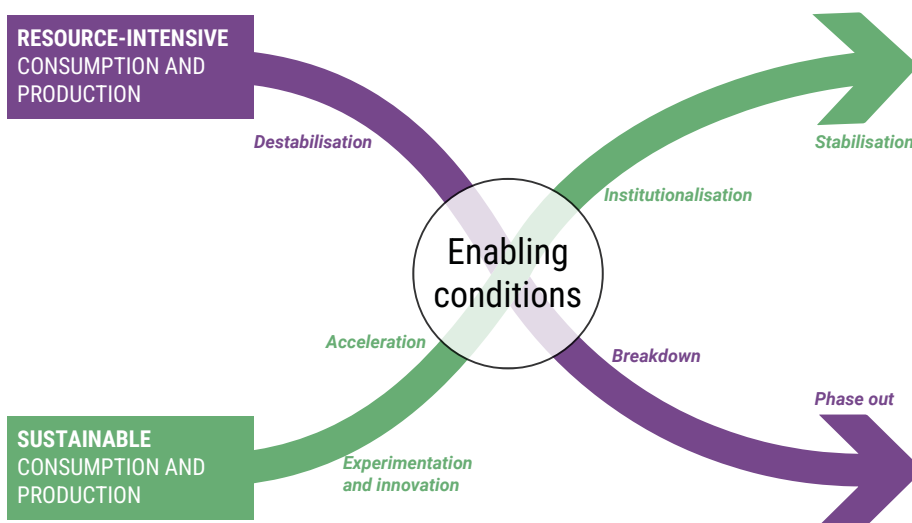 RESOURCE-INTENSIVE
CONSUMPTION AND
PRODUCTION
Destabilisation
Stabilisation
Institutionalisation
Enabling
conditions
Acceleration
Breakdown
Phase out
SUSTAINABLE
CONSUMPTION AND
PRODUCTION
Experimentation
and innovation